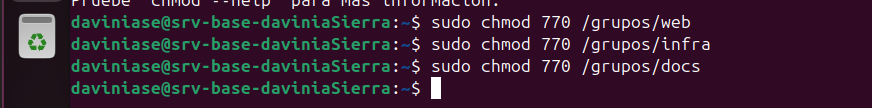 Pruebe 'chmod --help' para más información.
daviniase@srv-base-daviniaSierra:~$ sudo chmod 770 /grupos/web
daviniase@srv-base-daviniaSierra:~$ sudo chmod 770 /grupos/infra
daviniase@srv-base-daviniaSierra:~$ sudo chmod 770 /grupos/docs
daviniase@srv-base-daviniaSierra:~$